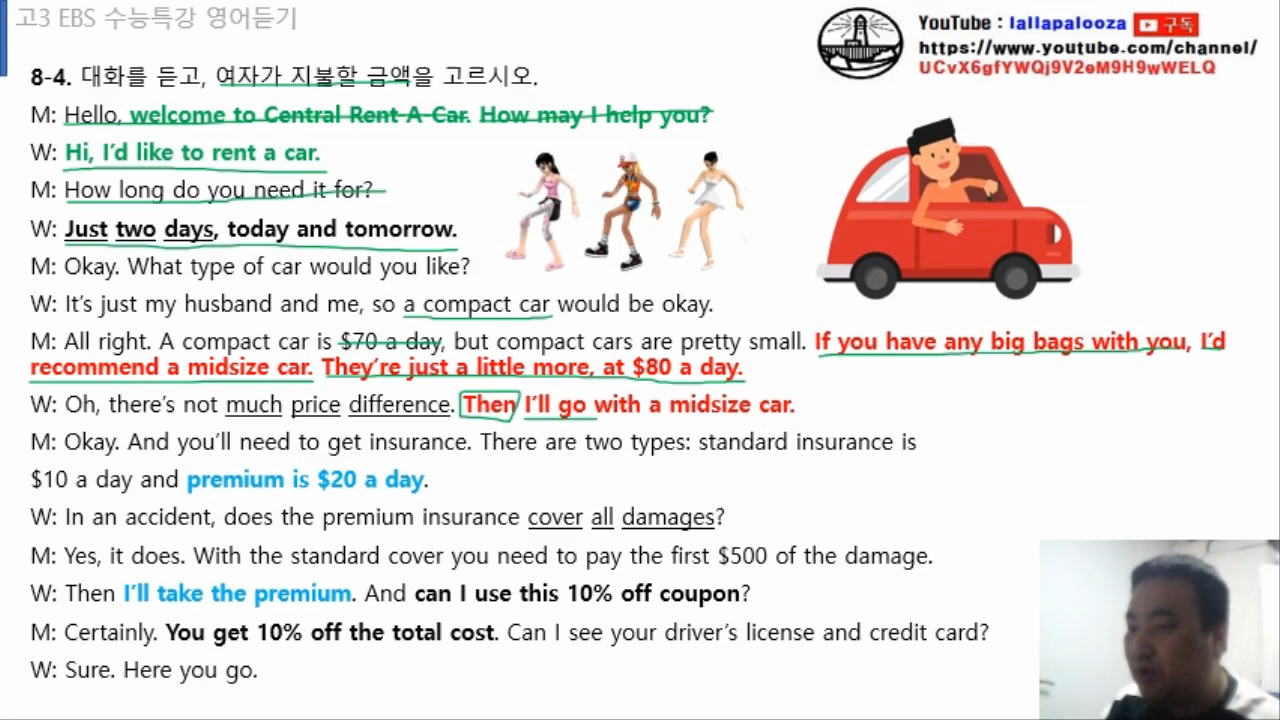 고3 EBS 수능특강 영어듣기
YouTube : lallapalooza 구독
https://www.youtube.com/channel/
UCvX6gfYWQj9V2eM9H9wWELQ
8-4. 대화를 듣고, 여자가 지불할 금액을 고르시오.
M: Hello, welcome to Central Rent-A-Car. How may I help you?
W: Hi, I’d like to rent a car.
M: How long do you need it for?
W: Just two days, today and tomorrow.
M: Okay. What type of car would you like?
W: It’s just my husband and me, so a compact car would be okay.
M: All right. A compact car is $70 a day, but compact cars are pretty small. If you have any big bags with you, I’d
recommend a midsize car. They’re just a little more, at $80 a day.
W: Oh, there’s not much price difference. Then I’ll go with a midsize car.
M: Okay. And you’ll need to get insurance. There are two types: standard insurance is
$10 a day and premium is $20 a day.
W: In an accident, does the premium insurance cover all damages?
M: Yes, it does. With the standard cover you need to pay the first $500 of the damage.
W: Then I’ll take the premium. And can I use this 10% off coupon?
M: Certainly. You get 10% off the total cost. Can I see your driver’s license and credit card?
W: Sure. Here you go.